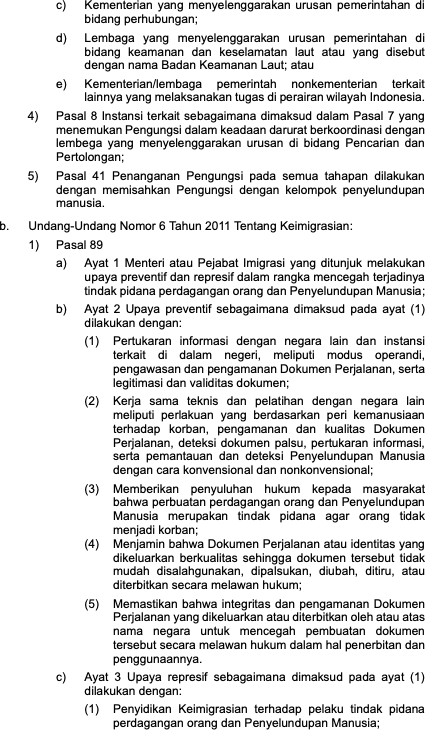 c) Kementerian yang menyelenggarakan urusan pemerintahan di
bidang perhubungan;
d) Lembaga yang menyelenggarakan urusan pemerintahan di
bidang keamanan dan keselamatan laut atau yang disebut
dengan nama Badan Keamanan Laut; atau
e) Kementerian/lembaga pemerintah nonkementerian terkait
lainnya yang melaksanakan tugas di perairan wilayah Indonesia.
4) Pasal 8 Instansi terkait sebagaimana dimaksud dalam Pasal 7 yang
menemukan Pengungsi dalam keadaan darurat berkoordinasi dengan
lembega yang menyelenggarakan urusan di bidang Pencarian dan
Pertolongan;
5) Pasal 41 Penanganan Pengungsi pada semua tahapan dilakukan
dengan memisahkan Pengungsi dengan kelompok penyelundupan
manusia.
b. Undang-Undang Nomor 6 Tahun 2011 Tentang Keimigrasian:
1) Pasal 89
a) Ayat 1 Menteri atau Pejabat Imigrasi yang ditunjuk melakukan
upaya preventif dan represif dalam rangka mencegah terjadinya
tindak pidana perdagangan orang dan Penyelundupan Manusia;
b) Ayat 2 Upaya preventif sebagaimana dimaksud pada ayat (1)
dilakukan dengan:
(1) Pertukaran informasi dengan negara lain dan instansi
terkait di dalam negeri, meliputi modus operandi,
pengawasan dan pengamanan Dokumen Perjalanan, serta
legitimasi dan validitas dokumen;
(2) Kerja sama teknis dan pelatihan dengan negara lain
meliputi perlakuan yang berdasarkan peri kemanusiaan
terhadap korban, pengamanan dan kualitas Dokumen
Perjalanan, deteksi dokumen palsu, pertukaran informasi,
serta pemantauan dan deteksi Penyelundupan Manusia
dengan cara konvensional dan nonkonvensional;
(3) Memberikan penyuluhan hukum kepada masyarakat
bahwa perbuatan perdagangan orang dan Penyelundupan
Manusia merupakan tindak pidana agar orang tidak
menjadi korban;
(4) Menjamin bahwa Dokumen Perjalanan atau identitas yang
dikeluarkan berkualitas sehingga dokumen tersebut tidak
mudah disalahgunakan, dipalsukan, diubah, ditiru, atau
diterbitkan secara melawan hukum;
(5) Memastikan bahwa integritas dan pengamanan Dokumen
Perjalanan yang dikeluarkan atau diterbitkan oleh atau atas
nama negara untuk mencegah pembuatan dokumen
tersebut secara melawan hukum dalam hal penerbitan dan
penggunaannya.
c) Ayat 3 Upaya represif sebagaimana dimaksud pada ayat (1)
dilakukan dengan:
(1) Penyidikan Keimigrasian terhadap pelaku tindak pidana
perdagangan orang dan Penyelundupan Manusia;